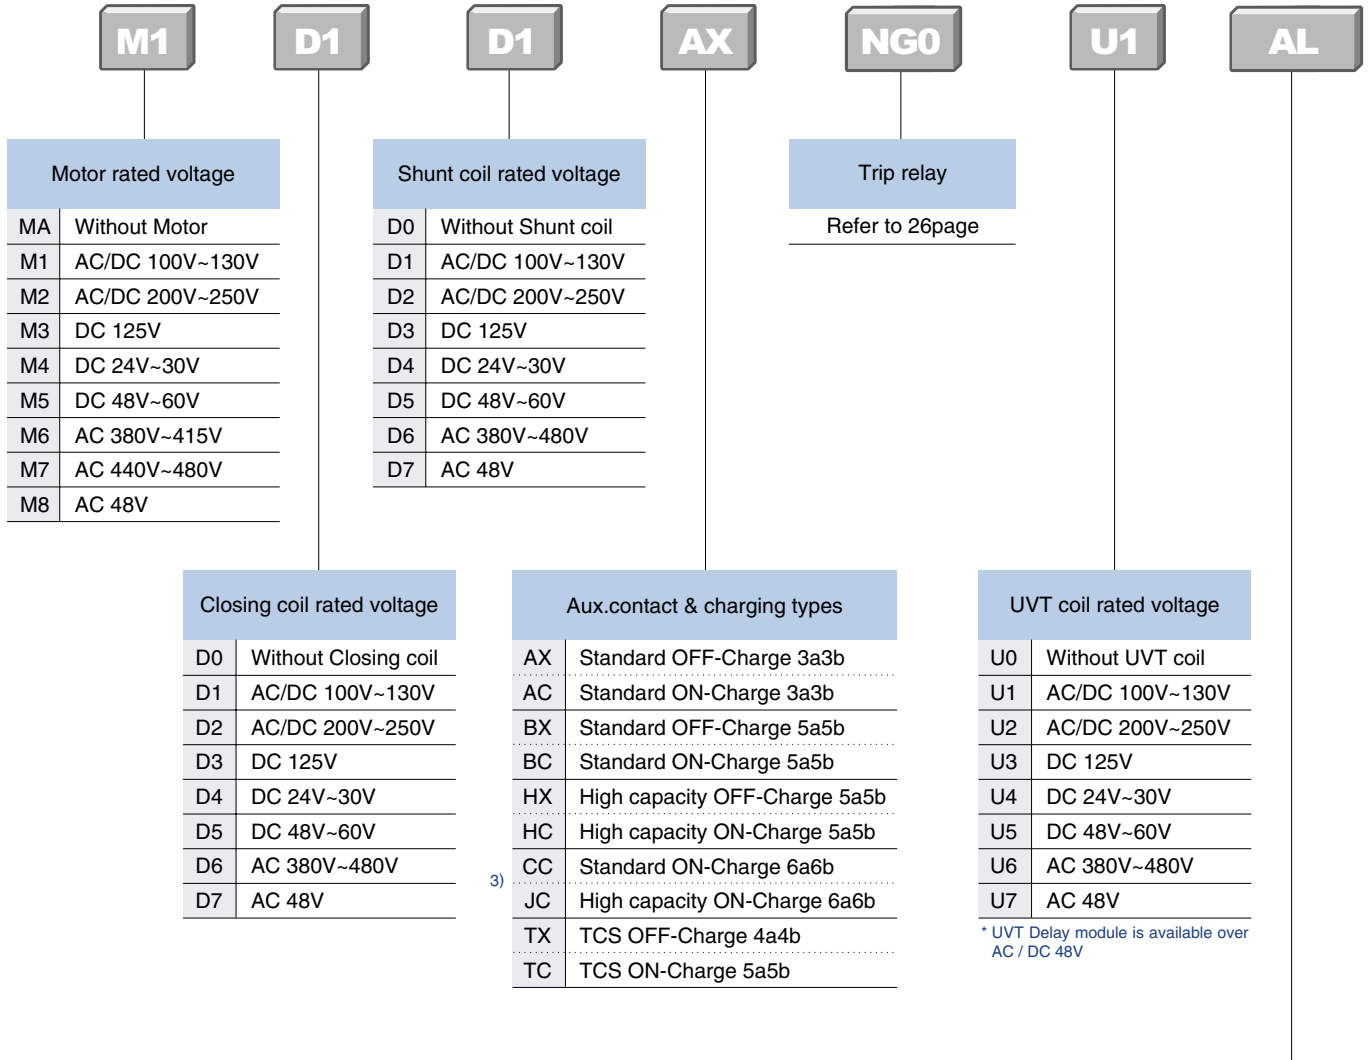 M1 D1 D1 AX NG0 U1 AL
Motor rated voltage
MA Without Motor
M1 AC/DC 100V~130V
M2 AC/DC 200V~250V
M3 DC 125V
M4 DC 24V~30V
M5 DC 48V~60V
M6 AC 380V~415V
M7 AC 440V~480V
M8 AC 48V
Shunt coil rated voltage
D0 Without Shunt coil
D1 AC/DC 100V~130V
D2 AC/DC 200V~250V
D3 DC 125V
D4 DC 24V~30V
D5 DC 48V~60V
D6 AC 380V~480V
D7 AC 48V
Trip relay
Refer to 26page
Closing coil rated voltage
D0 Without Closing coil
D1 AC/DC 100V~130V
D2 AC/DC 200V~250V
D3 DC 125V
D4 DC 24V~30V
D5 DC 48V~60V
D6 AC 380V~480V
D7 AC 48V
Aux.contact & charging types
AX Standard OFF-Charge 3a3b
AC Standard ON-Charge 3a3b
BX Standard OFF-Charge 5a5b
BC Standard ON-Charge 5a5b
HX High capacity OFF-Charge 5a5b
HC High capacity ON-Charge 5a5b
CC Standard ON-Charge 6a6b
3)
JC High capacity ON-Charge 6a6b
TX TCS OFF-Charge 4a4b
TC TCS ON-Charge 5a5b
UVT coil rated voltage
U0 Without UVT coil
U1 AC/DC 100V~130V
U2 AC/DC 200V~250V
U3 DC 125V
U4 DC 24V~30V
U5 DC 48V~60V
U6 AC 380V~480V
U7 AC 48V
* UVT Delay module is available over
AC / DC 48V